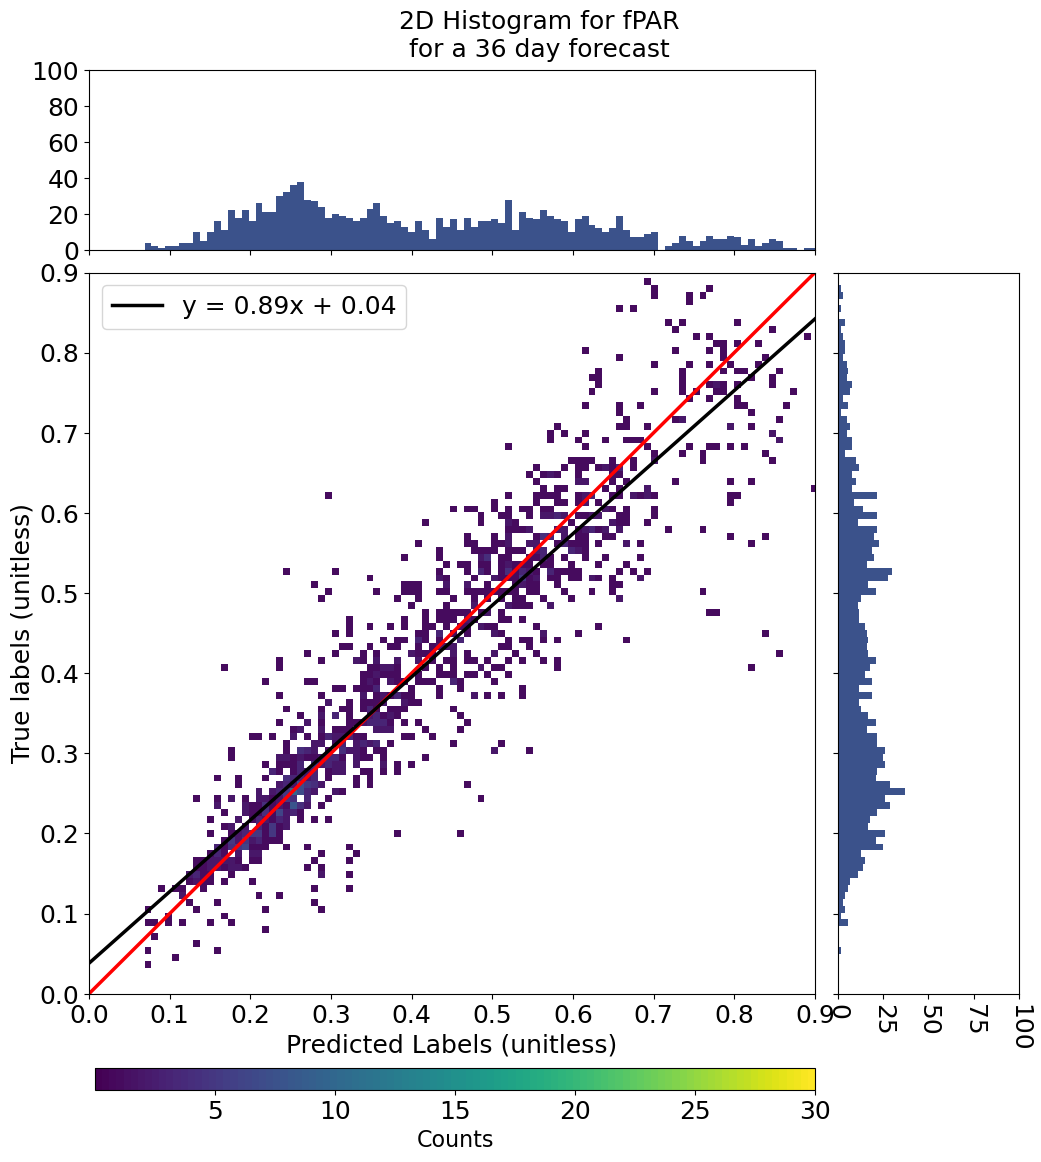 2D Histogram for fPAR
for a 36 day forecast
100
80
60
40
20
0
0.9
0.8
0.7
0.6
0.5
0.4
0.3
0.2
0.1
0.0
y = 0.89x + 0.04
True labels (unitless)
0.0 0.1 0.2 0.3 0.4 0.5 0.6 0.7 0.8 0.9
Predicted Labels (unitless)
0 25 50 75 100
5 10 15 20 25 30
Counts